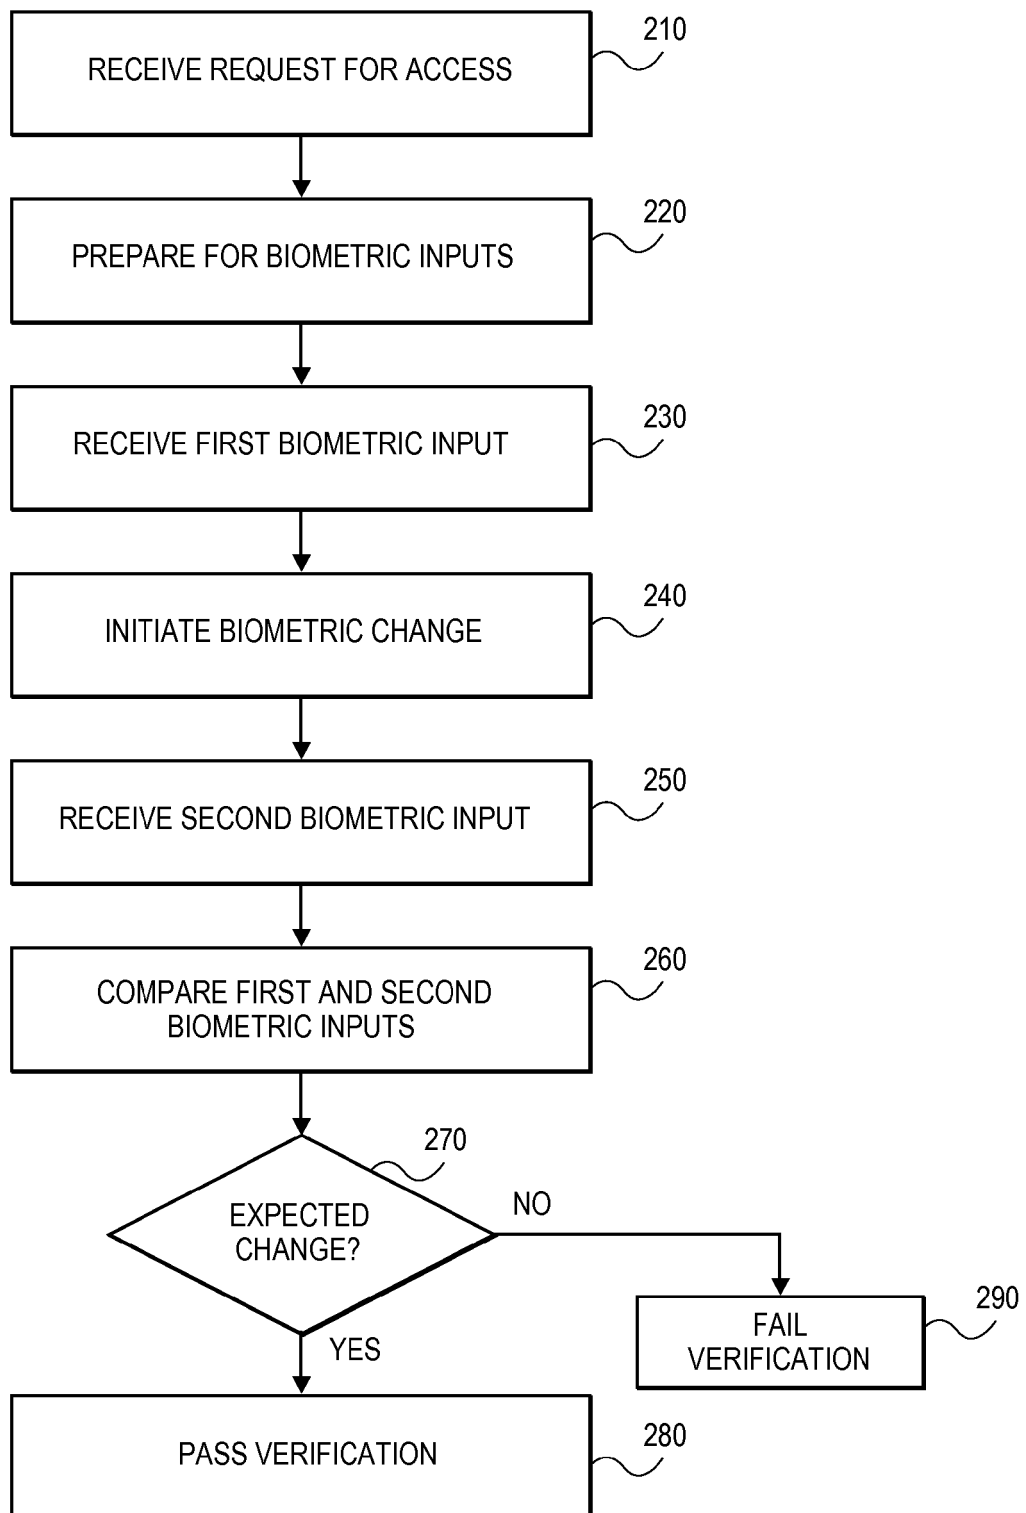 210
RECEIVE REQUEST FOR ACCESS
220
PREPARE FOR BIOMETRIC INPUTS
230
RECEIVE FIRST BIOMETRIC INPUT
240
INITIATE BIOMETRIC CHANGE
250
RECEIVE SECOND BIOMETRIC INPUT
260
COMPARE FIRST AND SECOND
BIOMETRIC INPUTS
270
EXPECTED
CHANGE?
NO
YES
290
FAIL
VERIFICATION
280
PASS VERIFICATION